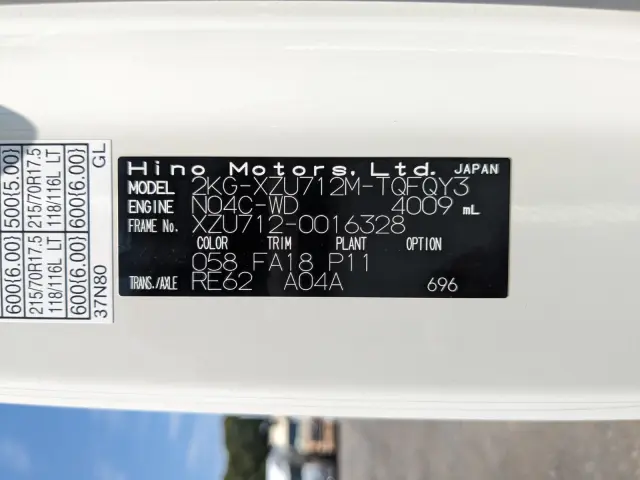 Hino Motors, Ltd. JAPAN
MODEL 2KG-XZU712M-TQFQY3
ENGINE N04C-WD 4009 mL
FRAME No. XZU712-0016328
COLOR TRIM PLANT OPTION
058 FA18 P11
TRANS./AXLE RE62 A04A 696
600(6.00) 500(5.00)
215/70R17.5 215/70R17.5
118/116L LT 118/116L LT
600(6.00) 600(6.00)
37N80 GL